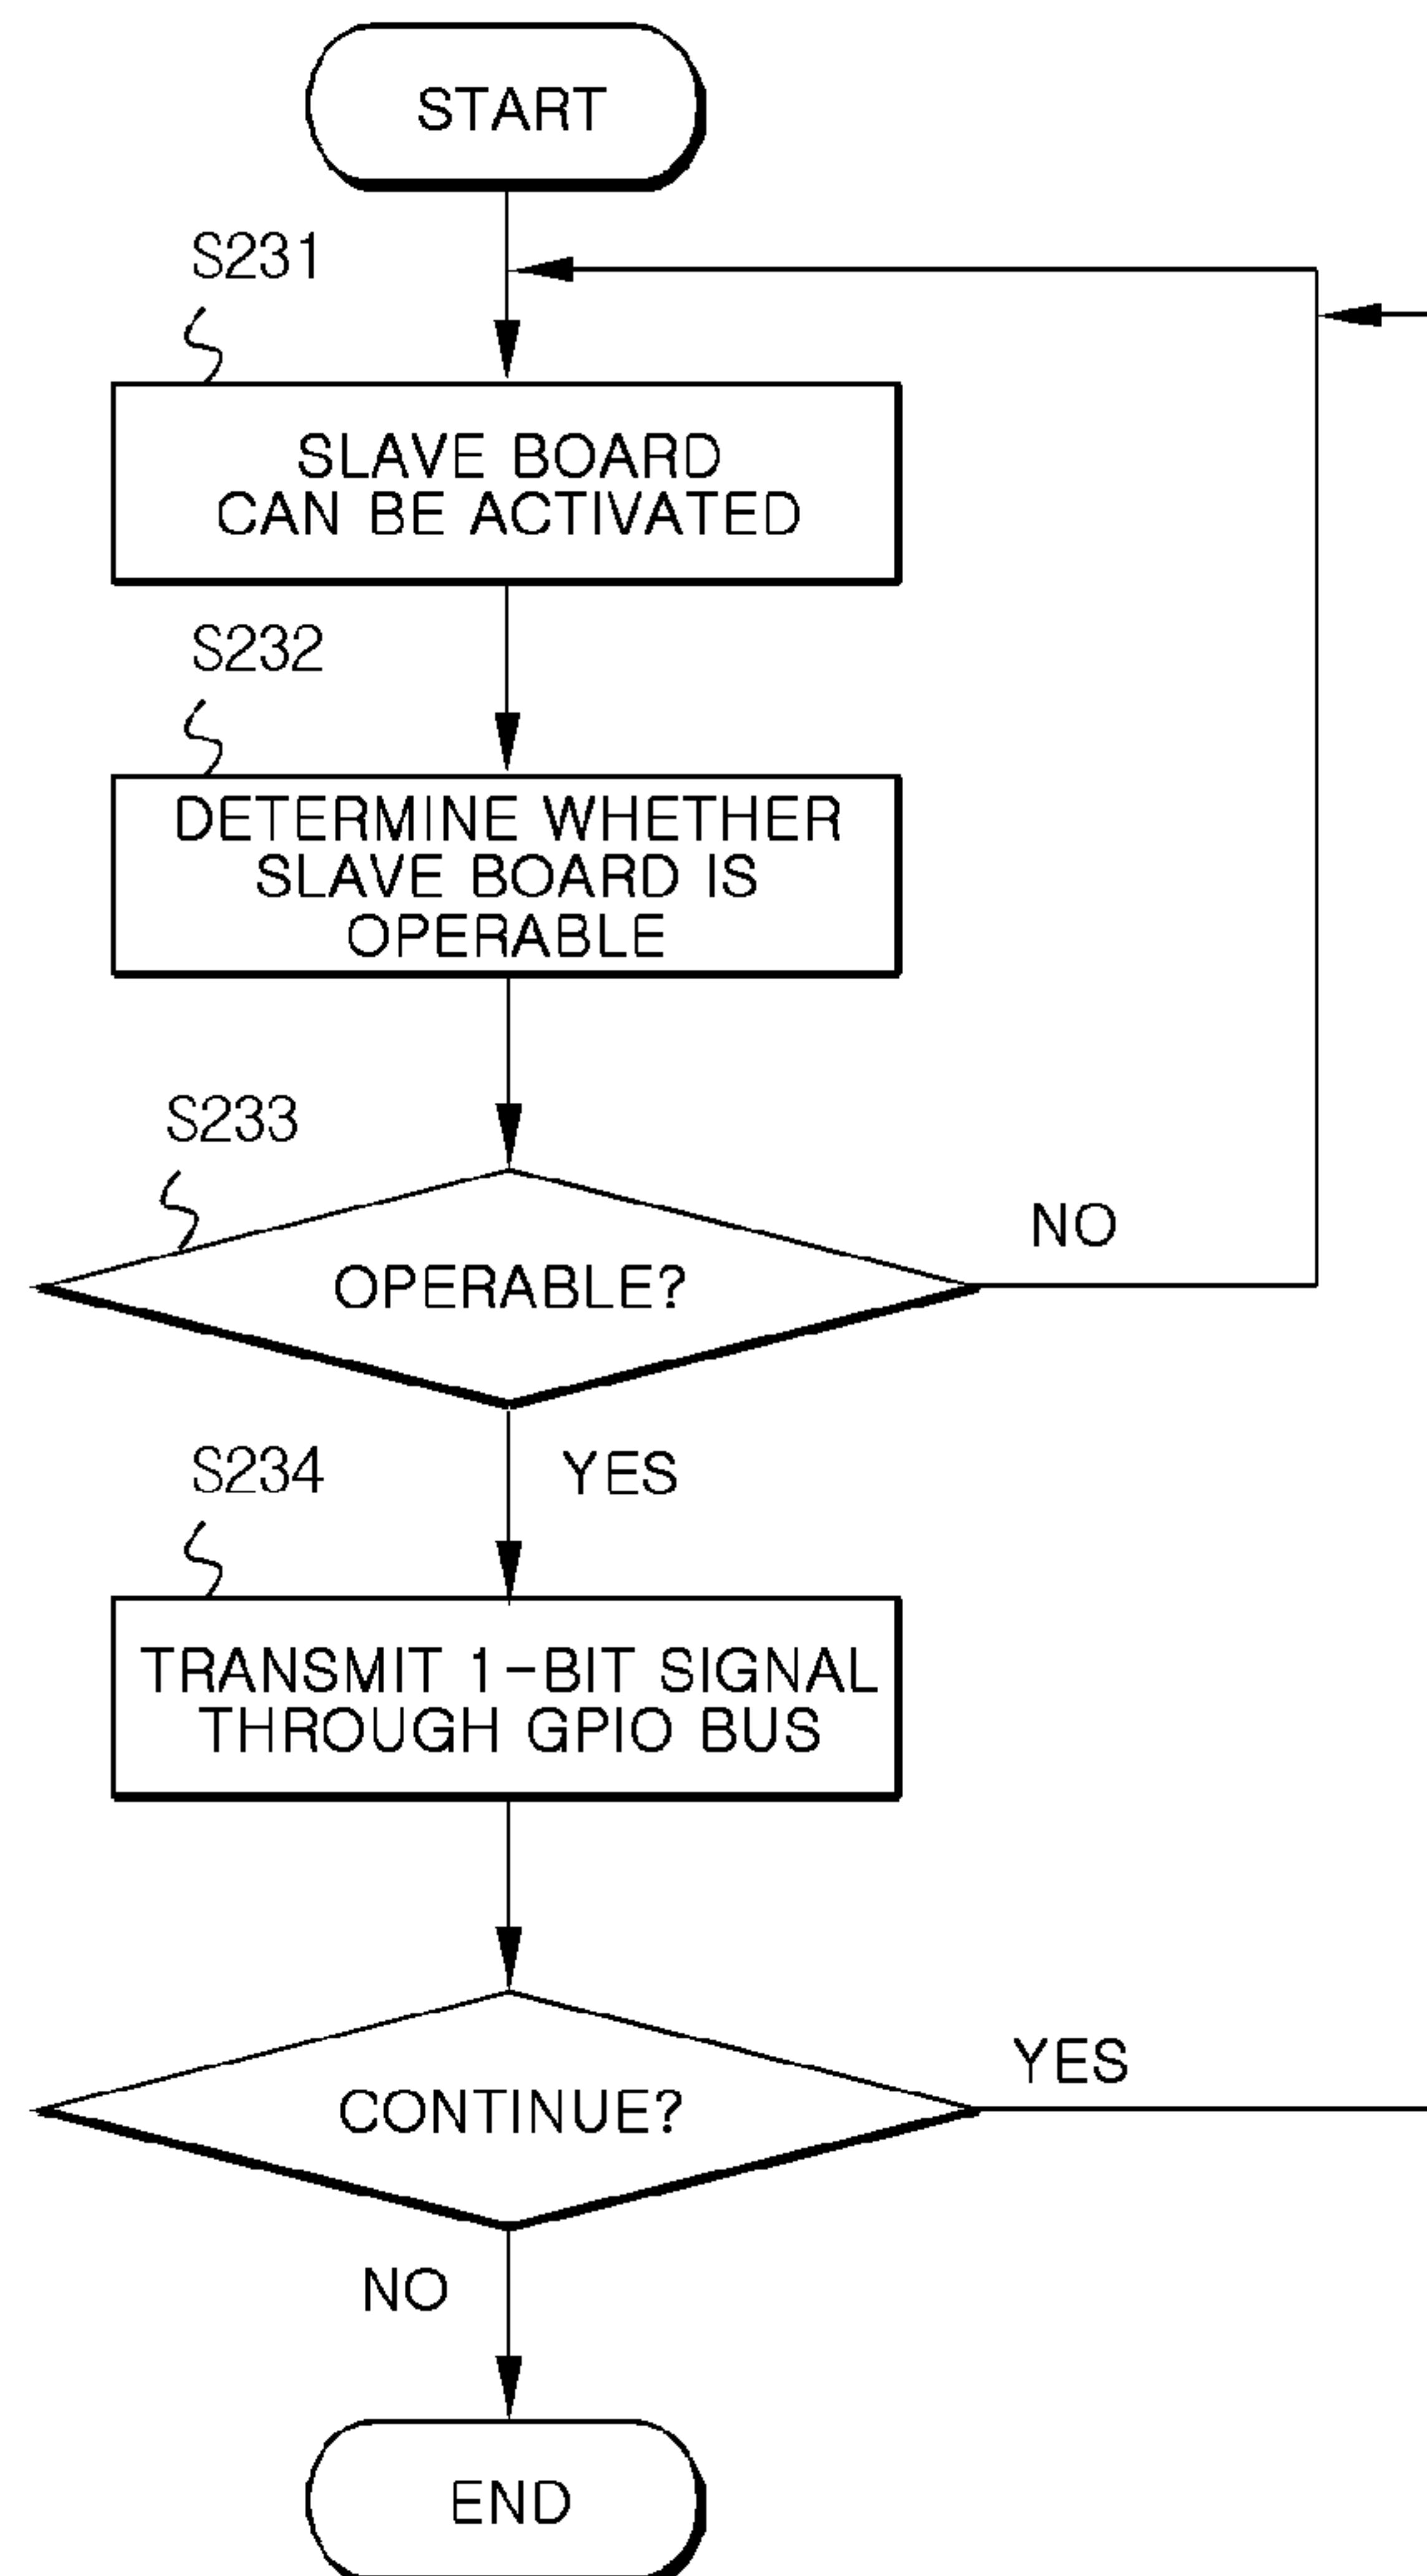 START
S231
SLAVE BOARD
CAN BE ACTIVATED
S232
DETERMINE WHETHER
SLAVE BOARD IS
OPERABLE
S233
OPERABLE?
NO
YES
S234
TRANSMIT 1-BIT SIGNAL
THROUGH GPIO BUS
CONTINUE?
YES
NO
END